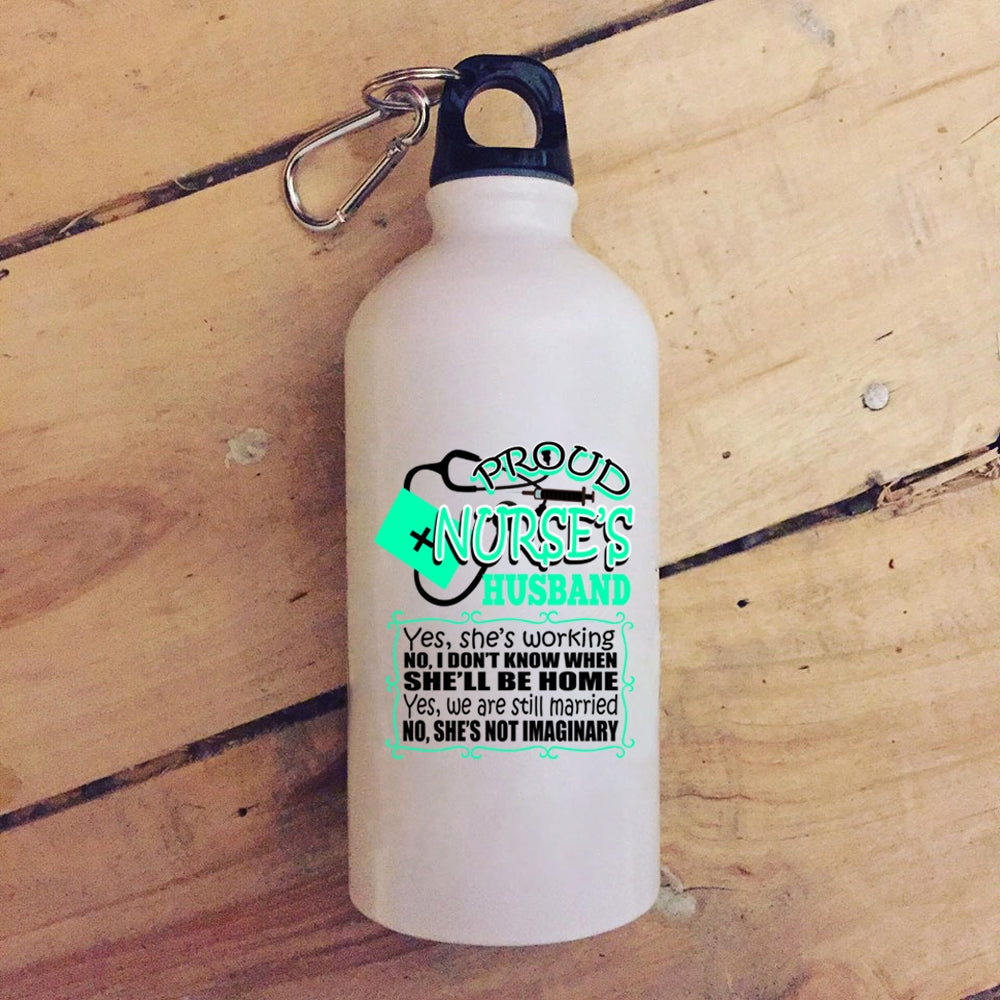 PROUD
NURSE'S
HUSBAND
Yes, she's working
NO, I DON'T KNOW WHEN
SHE'LL BE HOME
Yes, we are still married
NO, SHE'S NOT IMAGINARY